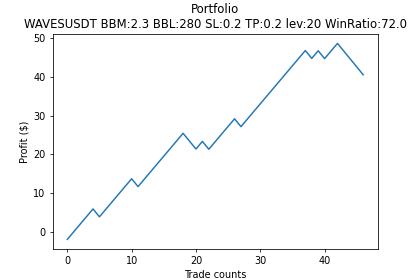 Portfolio
WAVESUSDT BBM:2.3 BBL:280 SL:0.2 TP:0.2 lev:20 WinRatio:72.0
50
40
30
20
10
0
Profit ($)
0 10 20 30 40
Trade counts